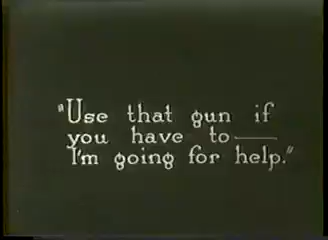 "Use that gun if
you have to——
I'm going for help."